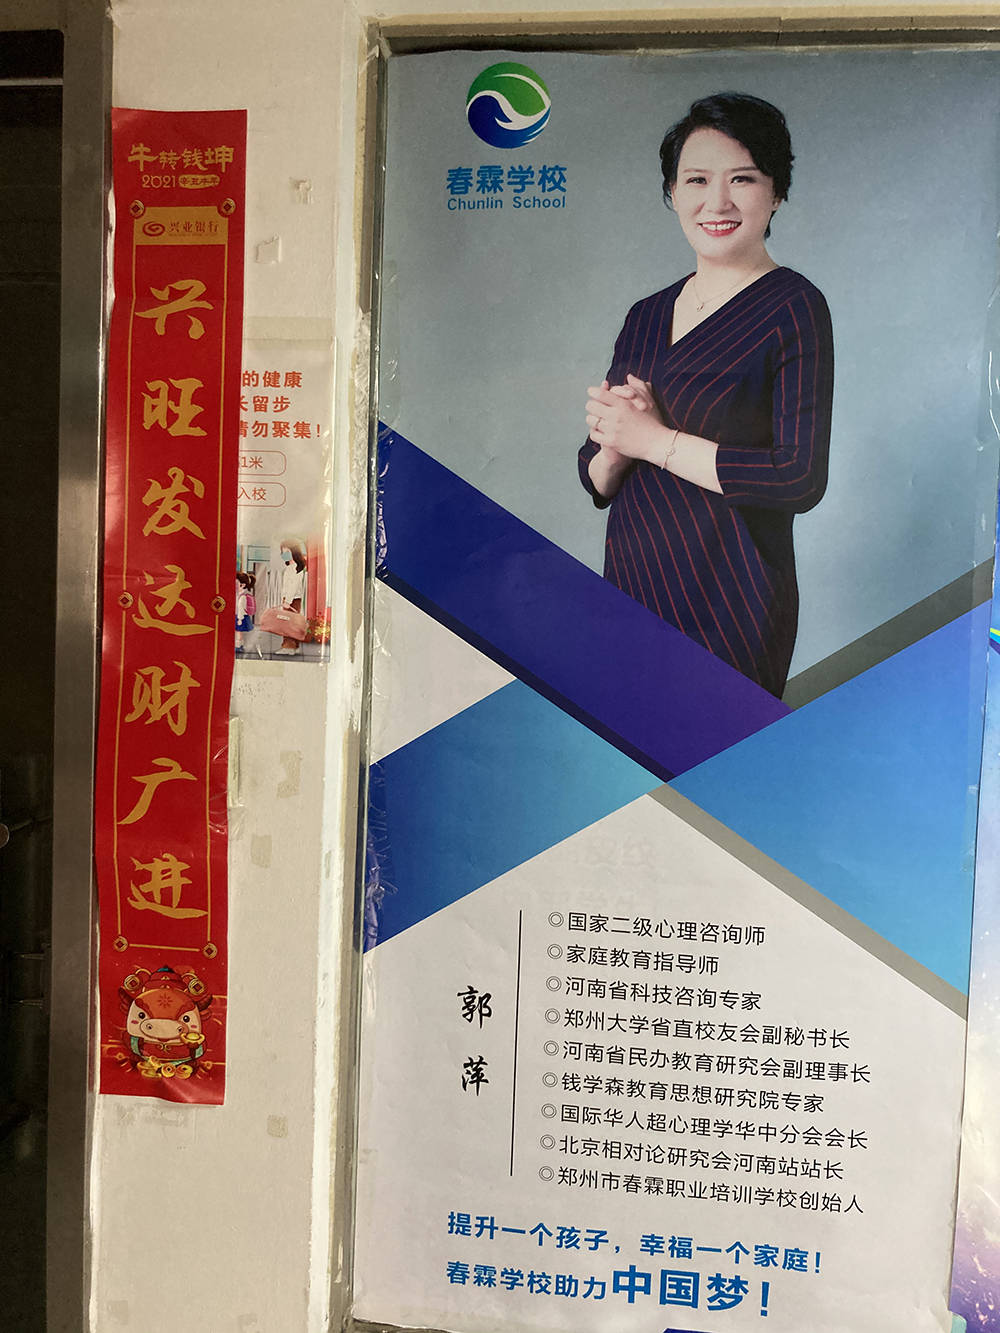 牛转钱坤
2021 辛丑牛年
兴业银行
兴旺发达财广进
的健康
长留步
请勿聚集！
1米
入校
春霖学校
Chunlin School
郭萍
◎国家二级心理咨询师
◎家庭教育指导师
◎河南省科技咨询专家
◎郑州大学省直校友会副秘书长
◎河南省民办教育研究会副理事长
◎钱学森教育思想研究院专家
◎国际华人超心理学华中分会会长
◎北京相对论研究会河南站站长
◎郑州市春霖职业培训学校创始人
提升一个孩子，幸福一个家庭！
春霖学校助力中国梦！